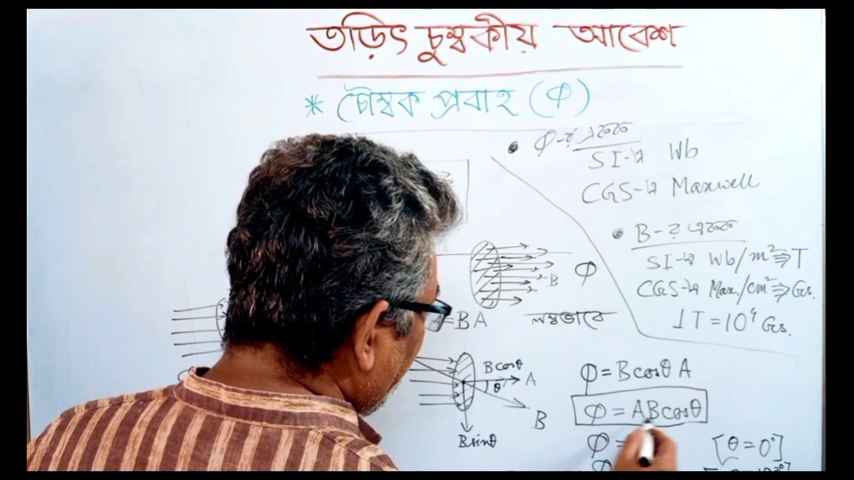 তড়িৎ চুম্বকীয় আবেশ
* চৌম্বক প্রবাহ (Φ)
• Φ-র একক
SI-এ Wb
CGS-এ Maxwell
• B-র একক
SI-এ Wb/m² ⇒ T
CGS-এ Max./cm² ⇒ Gs.
1T = 10⁴ Gs.
B
Φ
= BA
লম্বভাবে
Bcosθ
θ
A
B
Bsinθ
Φ = Bcosθ A
Φ = ABcosθ
Φ =
[θ = 0°]